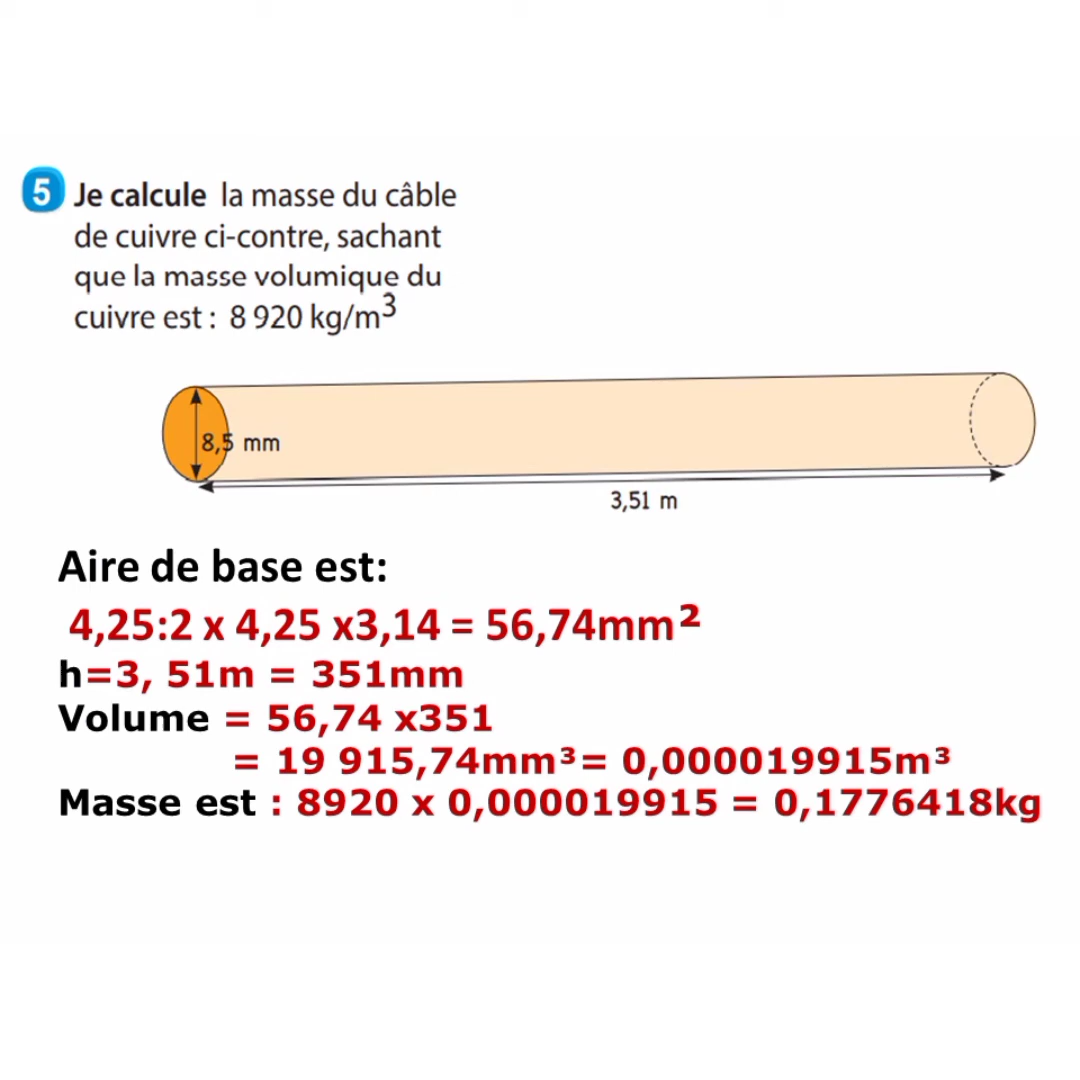 5 Je calcule la masse du câble
de cuivre ci-contre, sachant
que la masse volumique du
cuivre est : 8 920 kg/m³
8,5 mm
3,51 m
Aire de base est:
4,25:2 x 4,25 x3,14 = 56,74mm²
h=3, 51m = 351mm
Volume = 56,74 x351
= 19 915,74mm³= 0,000019915m³
Masse est : 8920 x 0,000019915 = 0,1776418kg